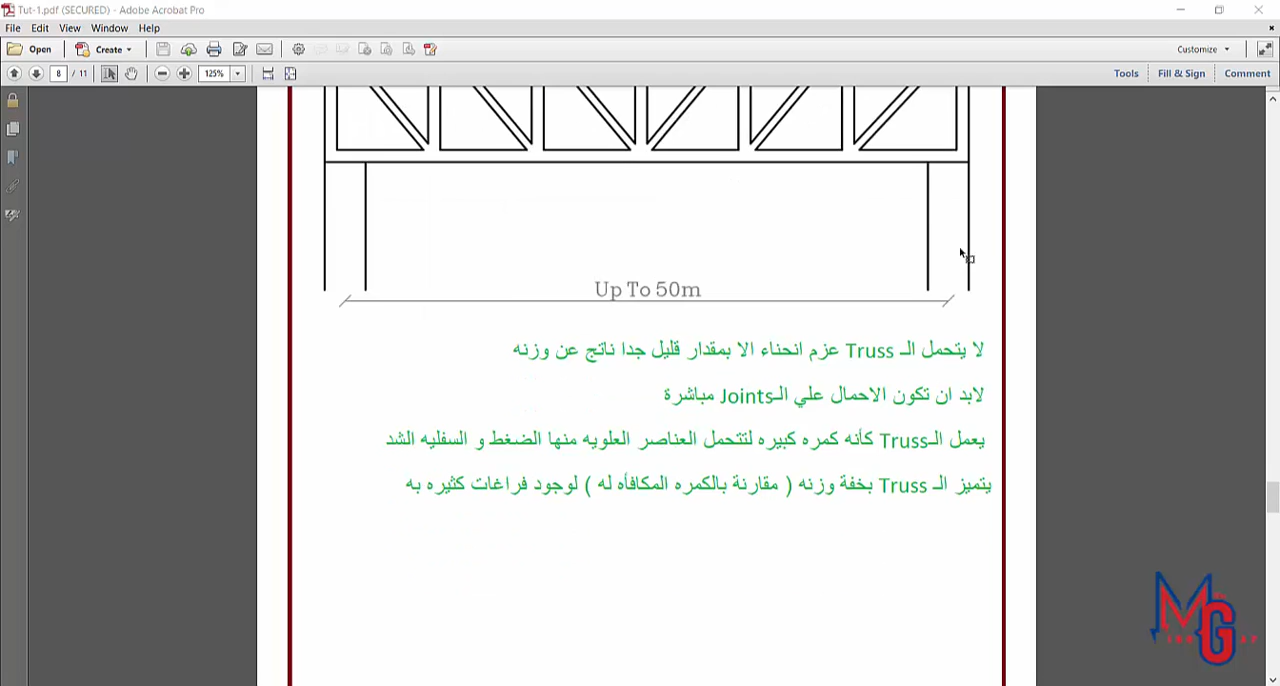 Tut-1.pdf (SECURED) - Adobe Acrobat Pro
File Edit View Window Help
Open Create Customize
8 / 11 125% Tools Fill & Sign Comment
Up To 50m
لا يتحمل الـ Truss عزم انحناء الا بمقدار قليل جدا ناتج عن وزنه
لابد ان تكون الاحمال علي الـJoints مباشرة
يعمل الـTruss كأنه كمره كبيره لتتحمل العناصر العلويه منها الضغط و السفليه الشد
يتميز الـ Truss بخفة وزنه ( مقارنة بالكمره المكافأه له ) لوجود فراغات كثيره به
MG